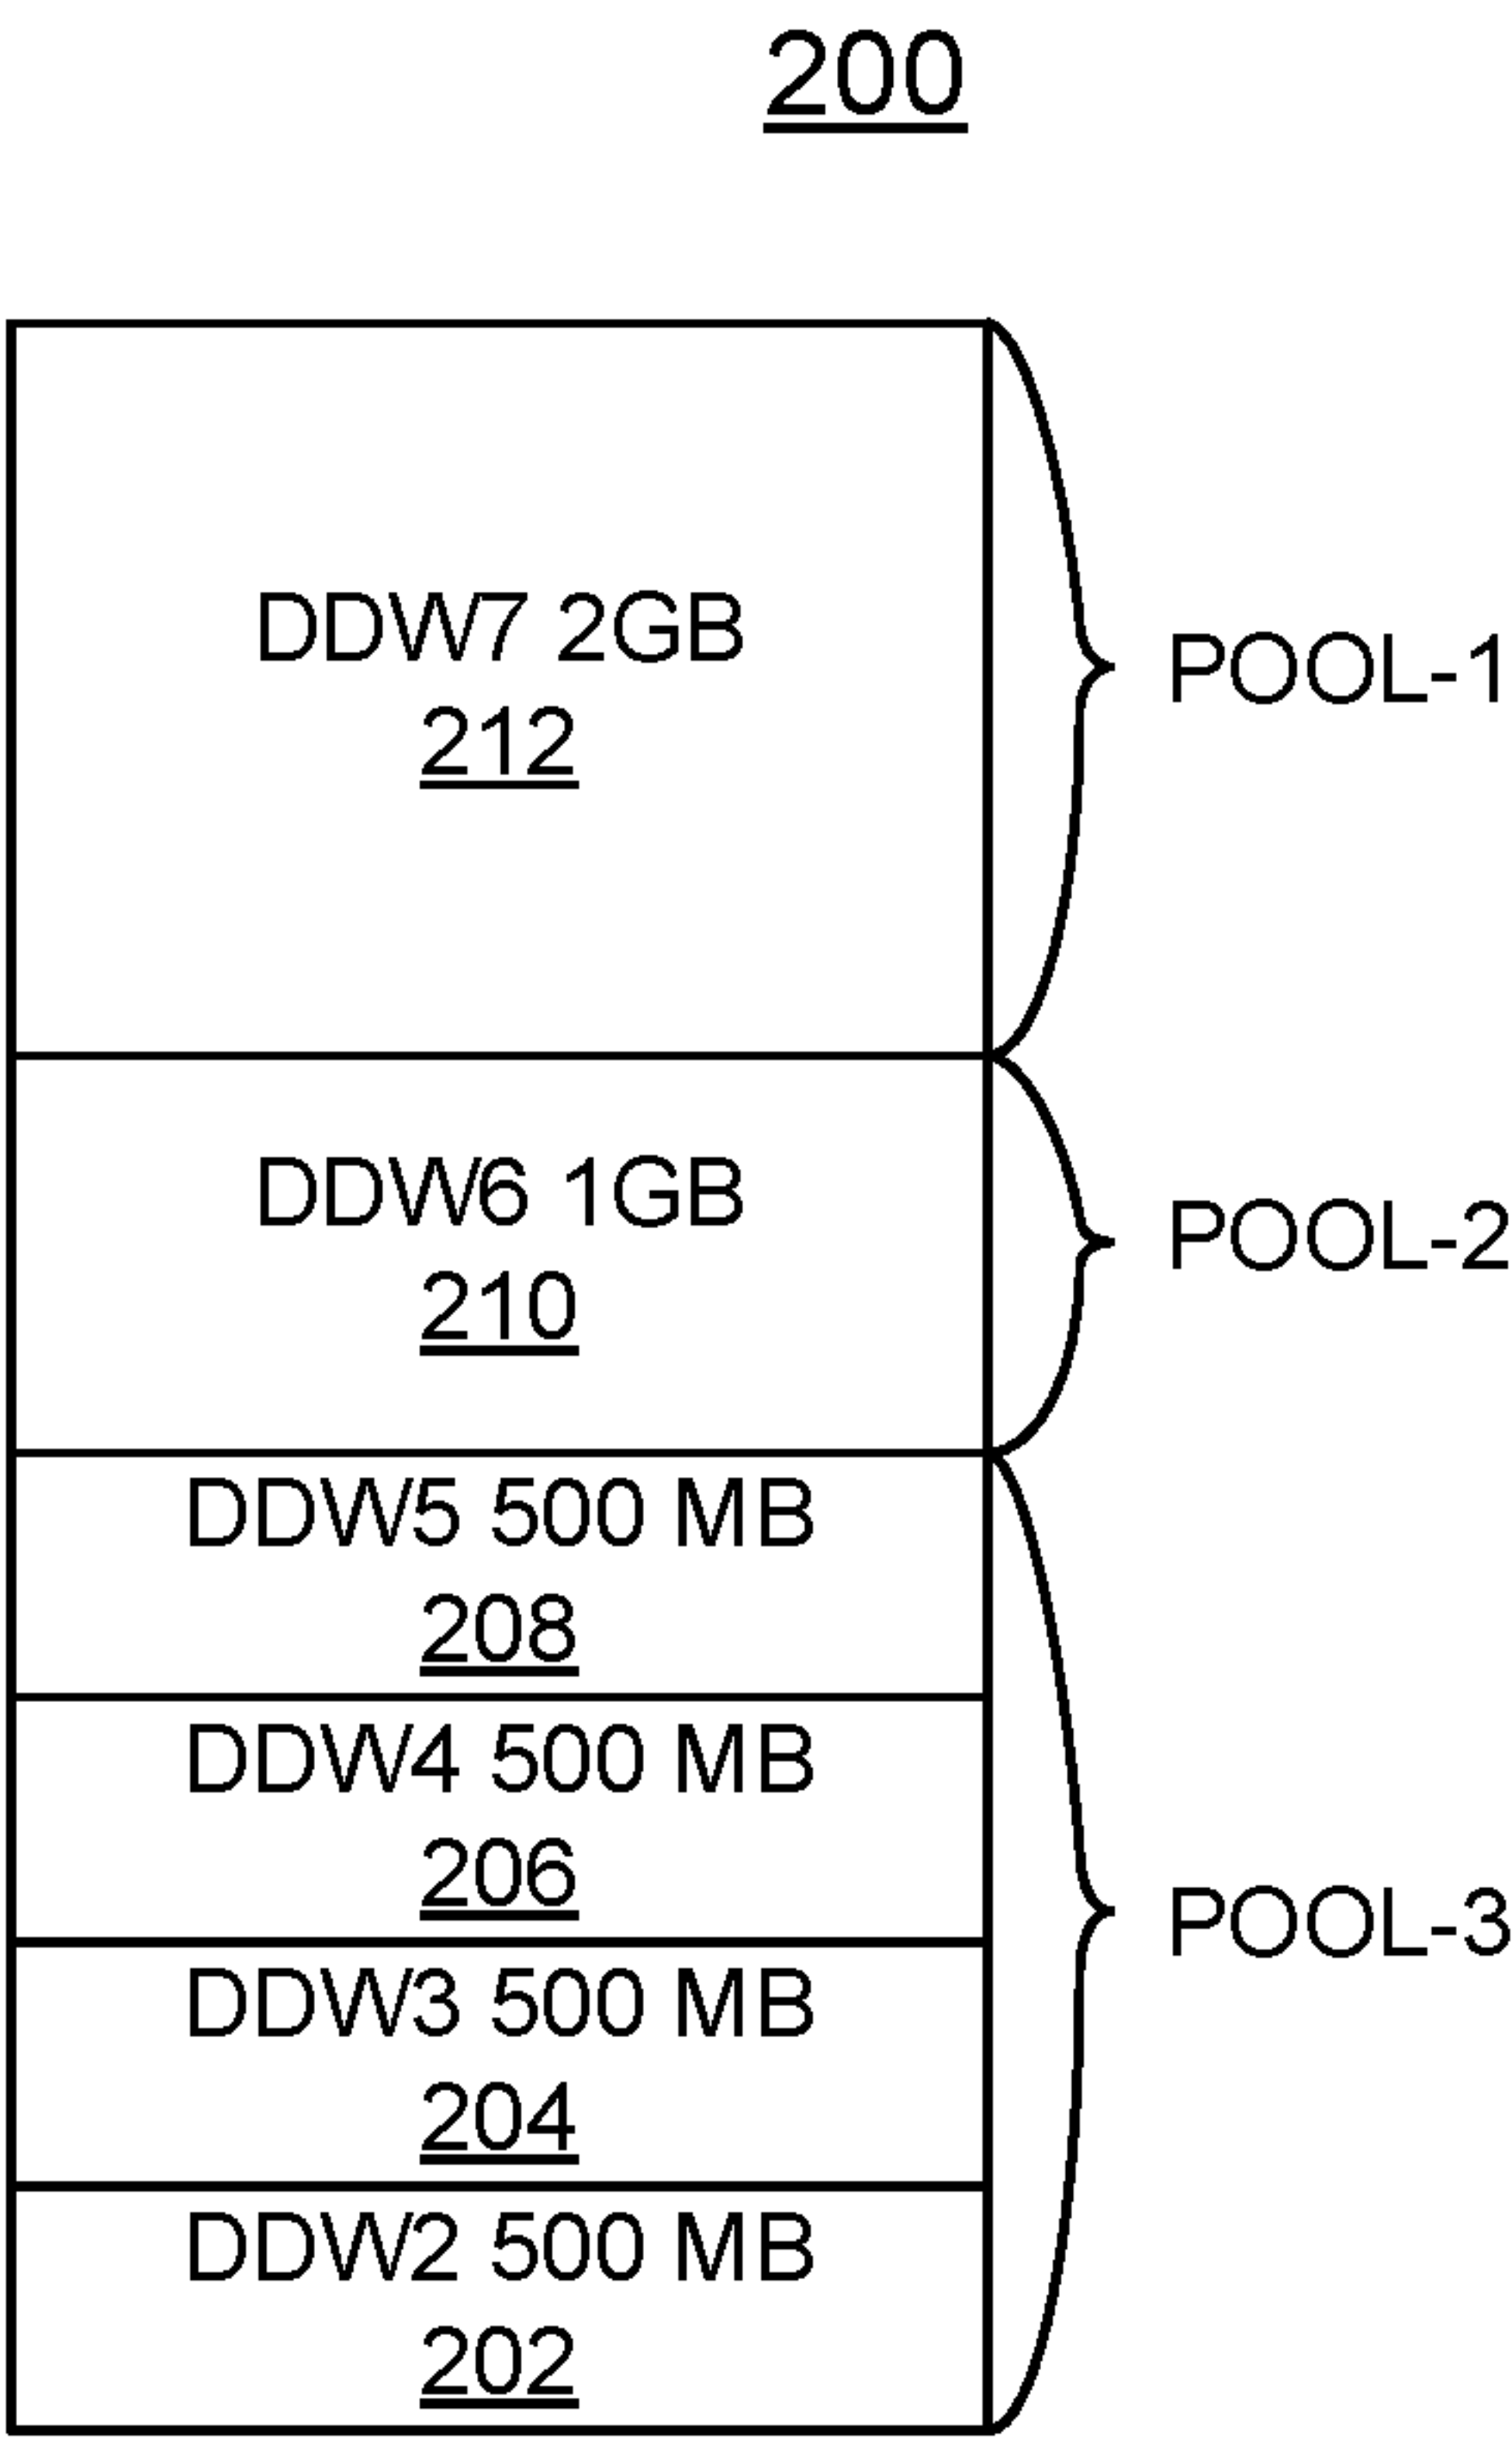 200
DDW7 2GB
212
POOL-1
DDW6 1GB
210
POOL-2
DDW5 500 MB
208
DDW4 500 MB
206
POOL-3
DDW3 500 MB
204
DDW2 500 MB
202